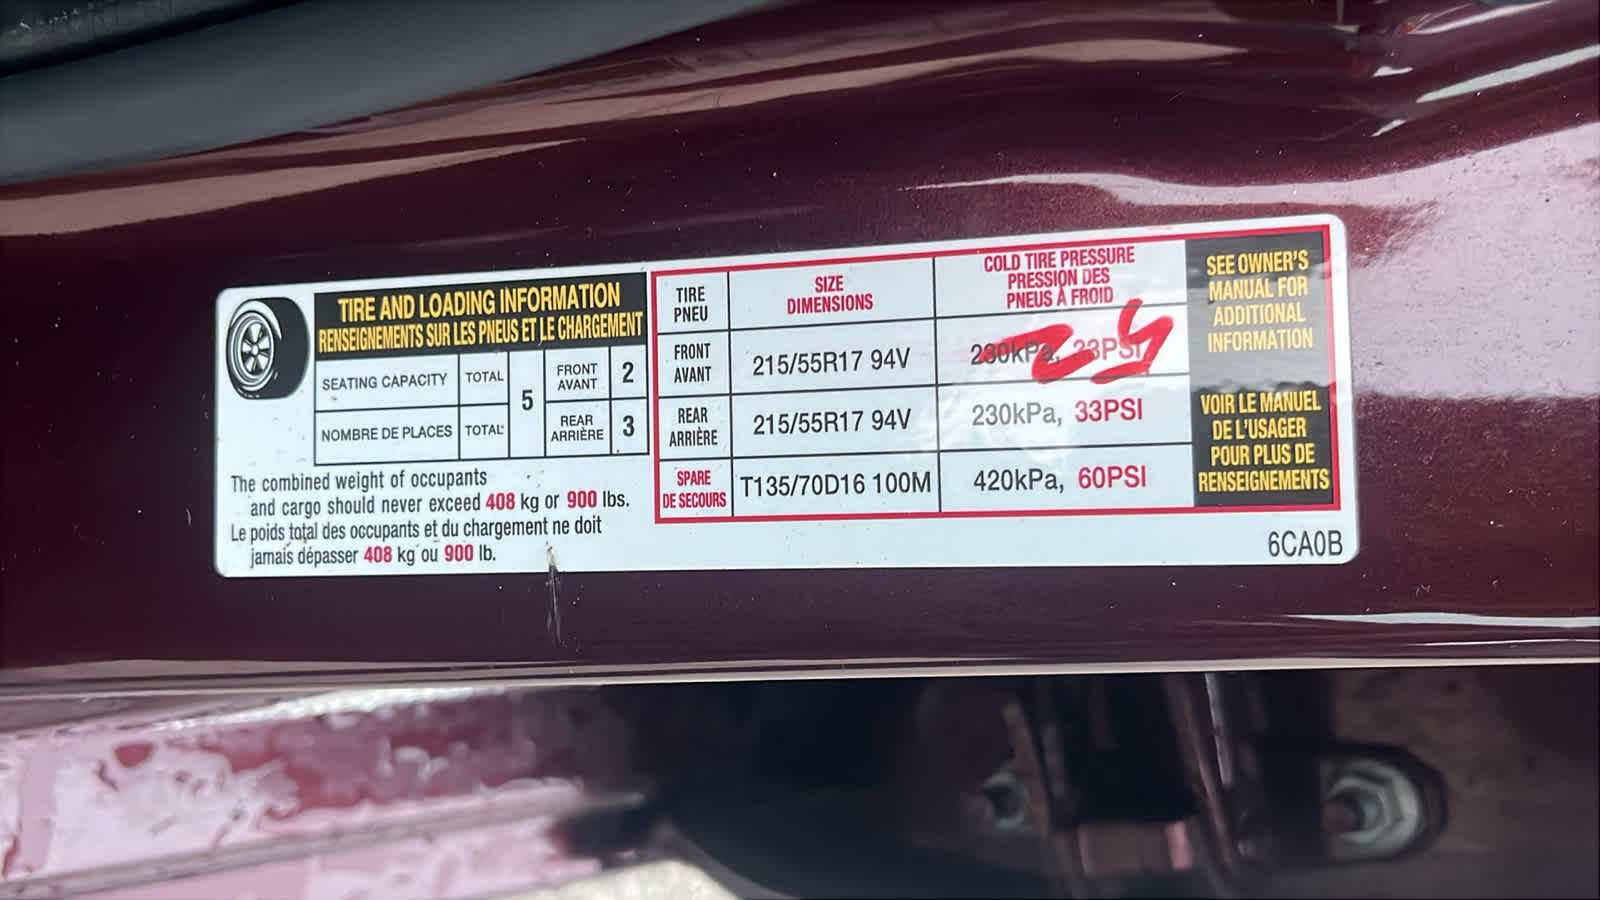 TIRE AND LOADING INFORMATION
RENSEIGNEMENTS SUR LES PNEUS ET LE CHARGEMENT
SEATING CAPACITY TOTAL 5 FRONT AVANT 2
NOMBRE DE PLACES TOTAL REAR ARRIÈRE 3
The combined weight of occupants
and cargo should never exceed 408 kg or 900 lbs.
Le poids total des occupants et du chargement ne doit
jamais dépasser 408 kg ou 900 lb.
TIRE PNEU SIZE DIMENSIONS COLD TIRE PRESSURE PRESSION DES PNEUS À FROID
FRONT AVANT 215/55R17 94V 230kPa, 33PSI
REAR ARRIÈRE 215/55R17 94V 230kPa, 33PSI
SPARE DE SECOURS T135/70D16 100M 420kPa, 60PSI
SEE OWNER'S
MANUAL FOR
ADDITIONAL
INFORMATION
VOIR LE MANUEL
DE L'USAGER
POUR PLUS DE
RENSEIGNEMENTS
6CA0B